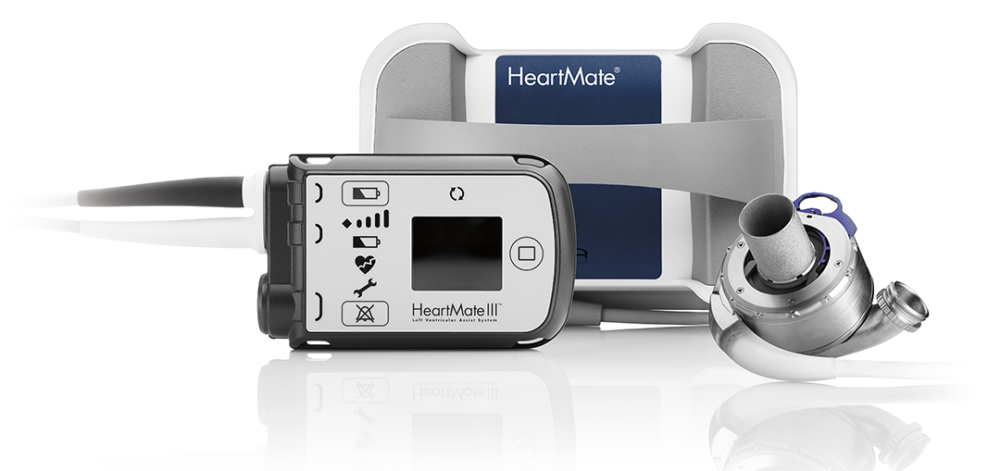 HeartMate®
HeartMate III™
Left Ventricular Assist System